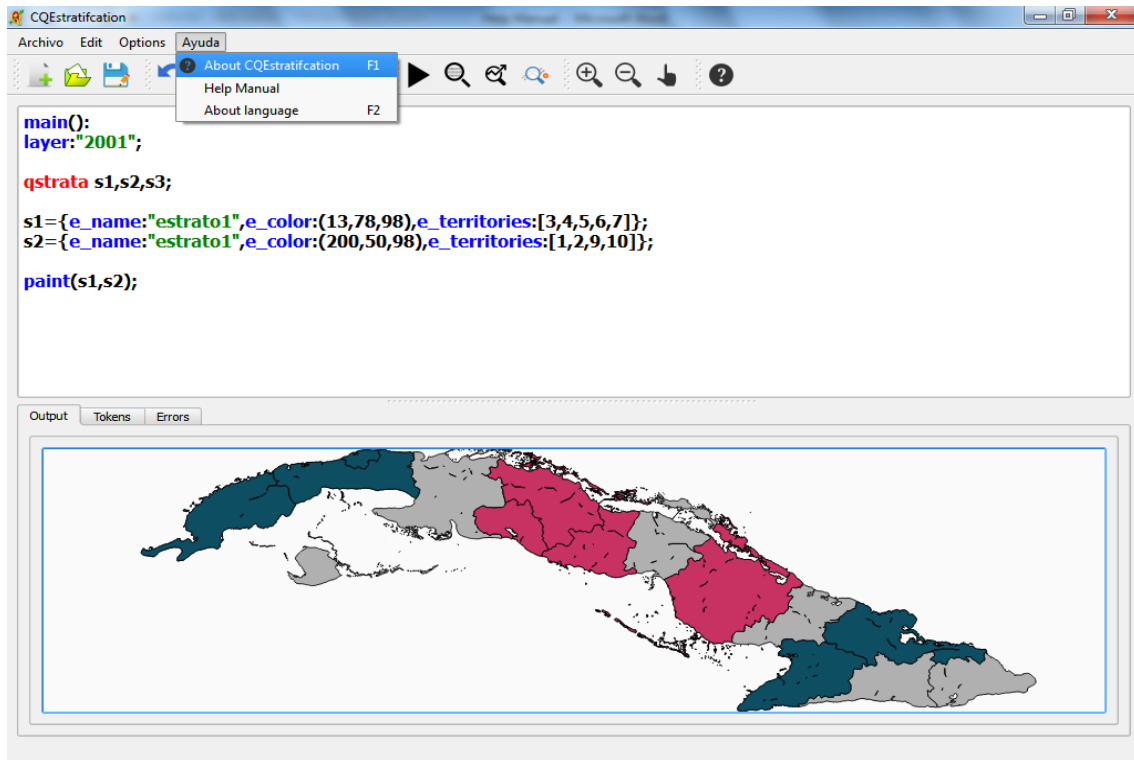 CQEstratifcation
Archivo Edit Options Ayuda
About CQEstratifcation F1
Help Manual
About language F2
main():
layer:"2001";
qstrata s1,s2,s3;
s1={e_name:"estrato1",e_color:(13,78,98),e_territories:[3,4,5,6,7]};
s2={e_name:"estrato1",e_color:(200,50,98),e_territories:[1,2,9,10]};
paint(s1,s2);
Output Tokens Errors